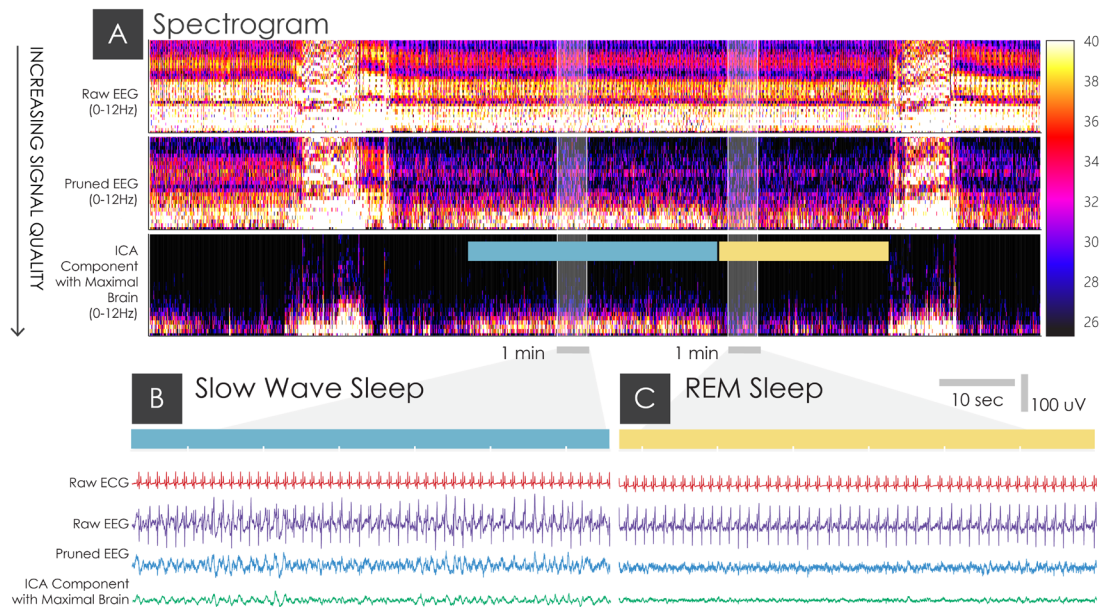 A Spectrogram
INCREASING SIGNAL QUALITY
Raw EEG
(0-12Hz)
Pruned EEG
(0-12Hz)
ICA
Component
with Maximal
Brain
(0-12Hz)
40
38
36
34
32
30
28
26
1 min
1 min
B Slow Wave Sleep
C REM Sleep
10 sec
100 uV
Raw ECG
Raw EEG
Pruned EEG
ICA Component
with Maximal Brain